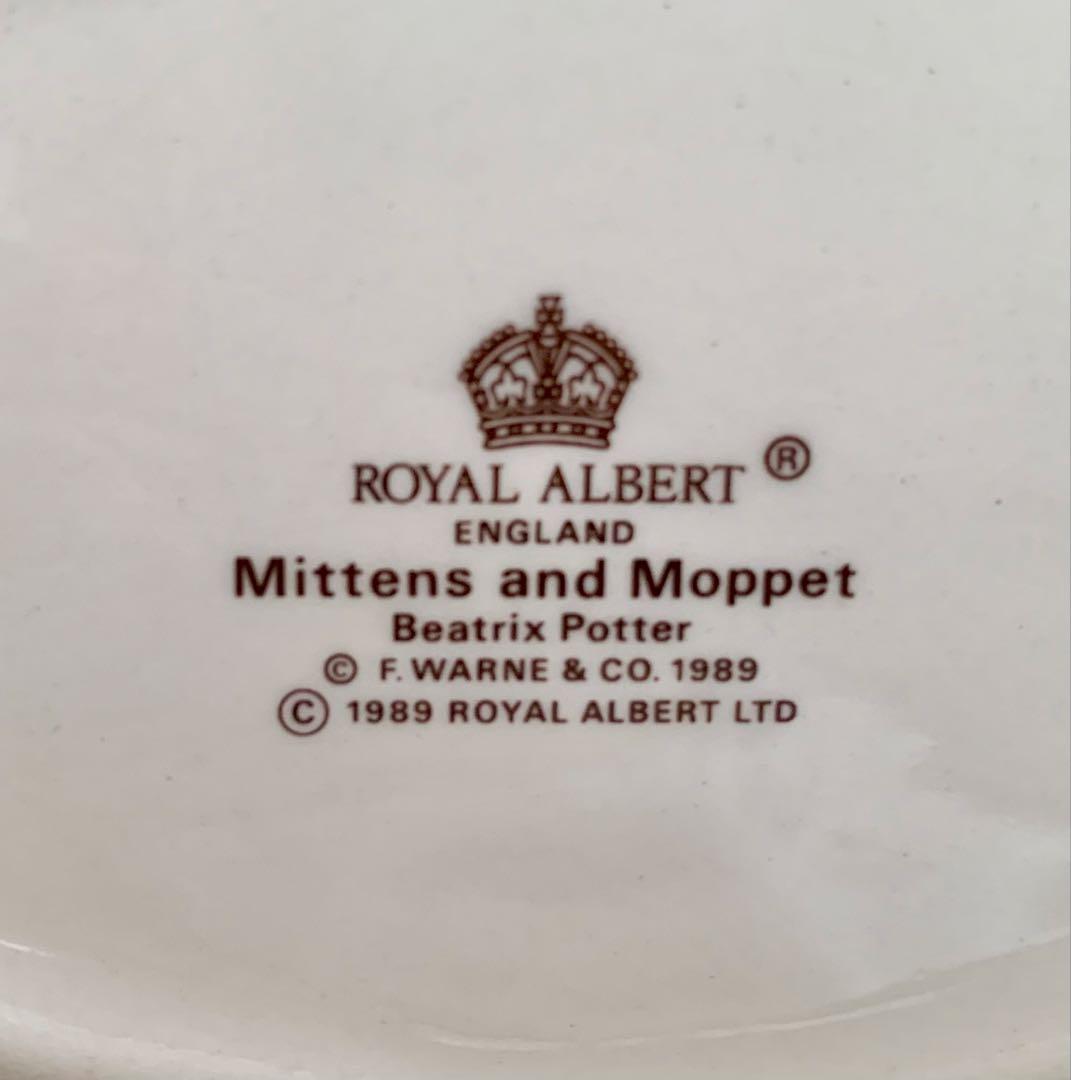 ROYAL ALBERT ®
ENGLAND
Mittens and Moppet
Beatrix Potter
© F. WARNE & CO. 1989
© 1989 ROYAL ALBERT LTD